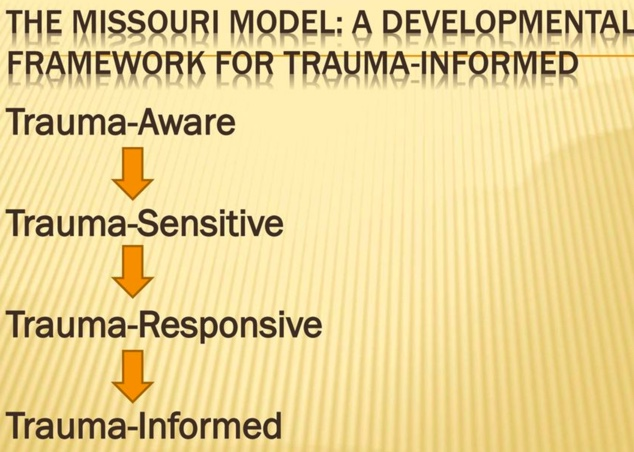 THE MISSOURI MODEL: A DEVELOPMENTAL
FRAMEWORK FOR TRAUMA-INFORMED
Trauma-Aware
Trauma-Sensitive
Trauma-Responsive
Trauma-Informed